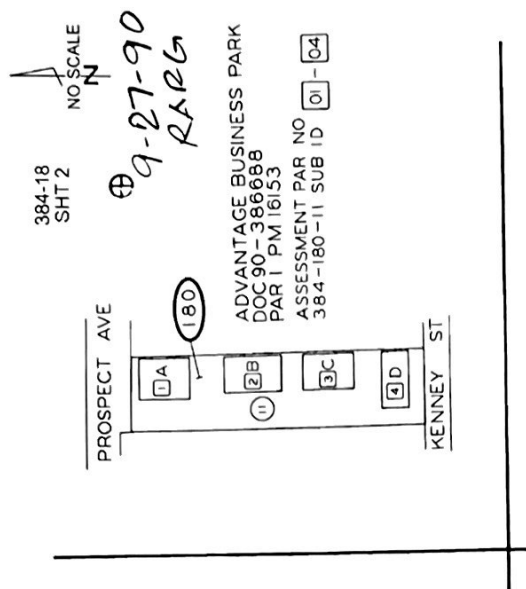 384-18
SHT 2
NO SCALE
N
9-27-90
RARG
PROSPECT AVE
180
1 A
2 B
3 C
4 D
11
KENNEY ST
ADVANTAGE BUSINESS PARK
DOC 90-386688
PAR 1 PM 16153
ASSESSMENT PAR NO
384-180-11 SUB ID 01 - 04